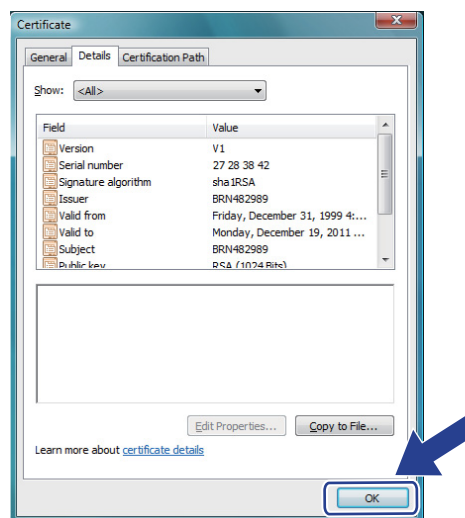 Certificate
General Details Certification Path
Show: <All>
Field Value
Version V1
Serial number 27 28 38 42
Signature algorithm sha1RSA
Issuer BRN482989
Valid from Friday, December 31, 1999 4:...
Valid to Monday, December 19, 2011 ...
Subject BRN482989
Public key RSA (1024 Bits)
Edit Properties... Copy to File...
Learn more about certificate details
OK